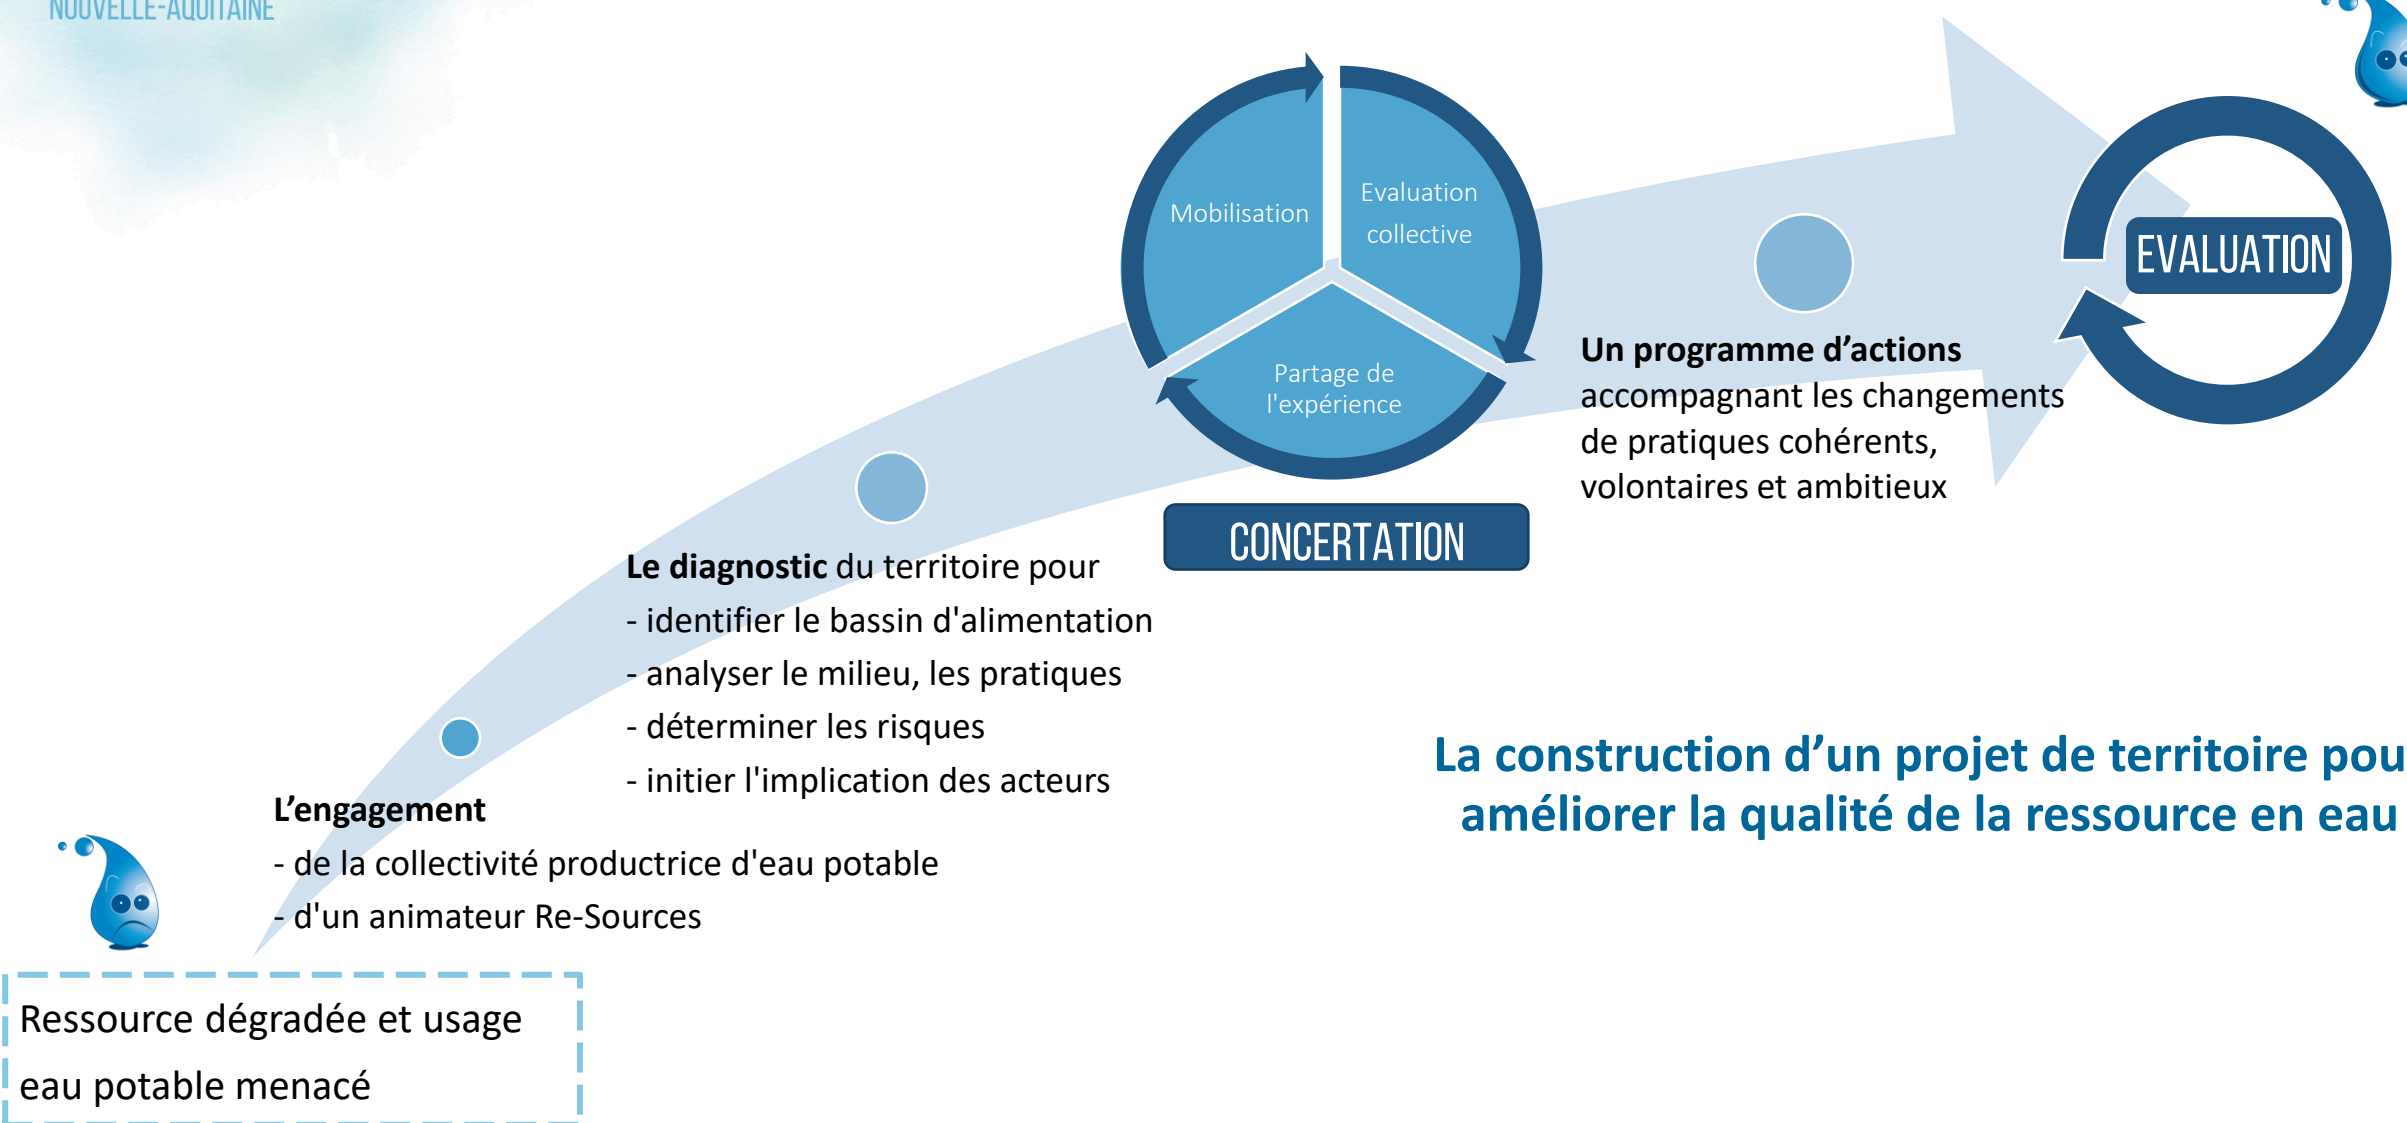 NOUVELLE-AQUITAINE
Mobilisation
Evaluation
collective
Partage de
l'expérience
CONCERTATION
EVALUATION
Un programme d’actions
accompagnant les changements
de pratiques cohérents,
volontaires et ambitieux
Le diagnostic du territoire pour
- identifier le bassin d'alimentation
- analyser le milieu, les pratiques
- déterminer les risques
- initier l'implication des acteurs
L’engagement
- de la collectivité productrice d'eau potable
- d'un animateur Re-Sources
La construction d’un projet de territoire pou
améliorer la qualité de la ressource en eau
Ressource dégradée et usage
eau potable menacé